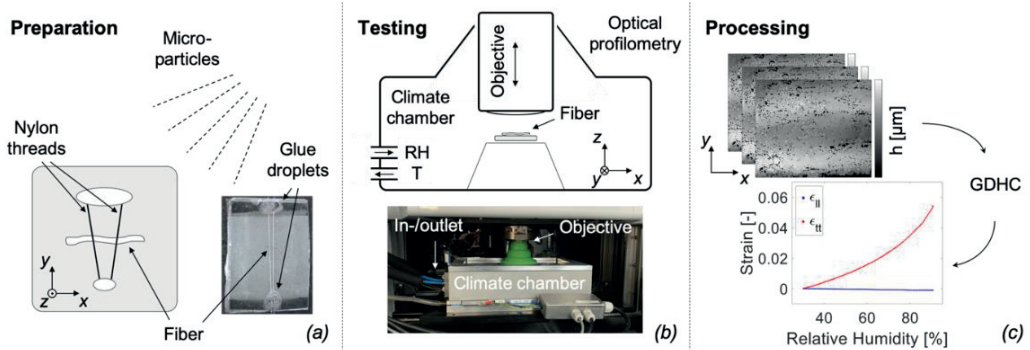 Preparation
Micro-
particles
Nylon
threads
Glue
droplets
y
z
x
Fiber
(a)
Testing
Optical
profilometry
Objective
Climate
chamber
Fiber
RH
T
z
y
x
In-/outlet
Objective
Climate chamber
(b)
Processing
h [μm]
y
x
GDHC
ϵll
ϵtt
Strain [-]
0.06
0.04
0.02
0
40
60
80
Relative Humidity [%]
(c)